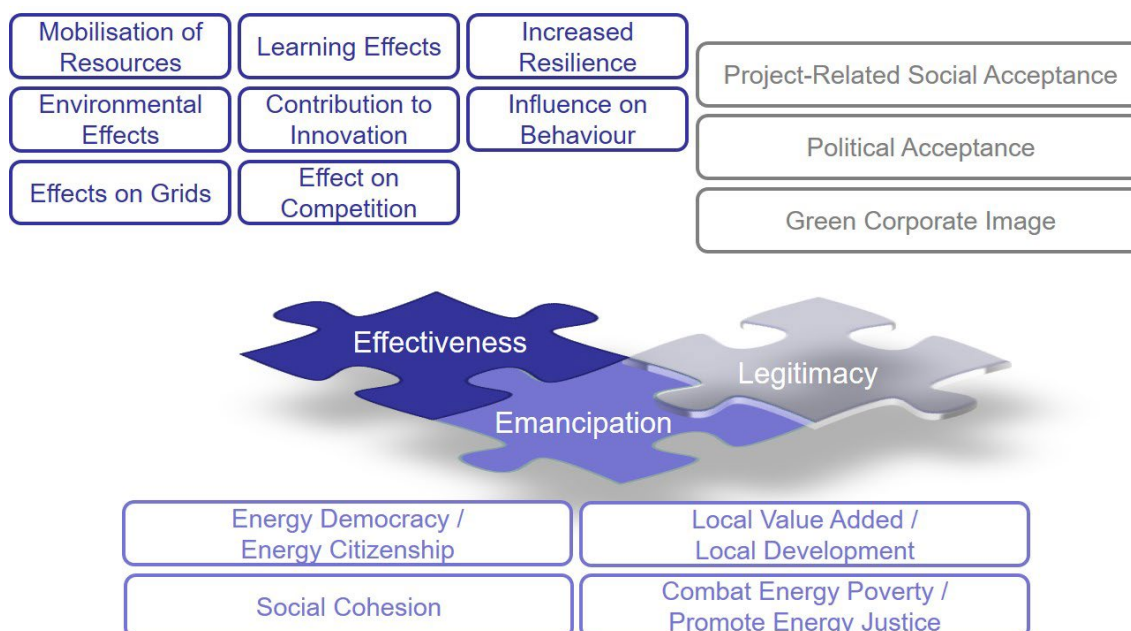 Mobilisation of
Resources
Learning Effects
Increased
Resilience
Environmental
Effects
Contribution to
Innovation
Influence on
Behaviour
Effects on Grids
Effect on
Competition
Project-Related Social Acceptance
Political Acceptance
Green Corporate Image
Effectiveness
Legitimacy
Emancipation
Energy Democracy /
Energy Citizenship
Local Value Added /
Local Development
Social Cohesion
Combat Energy Poverty /
Promote Energy Justice